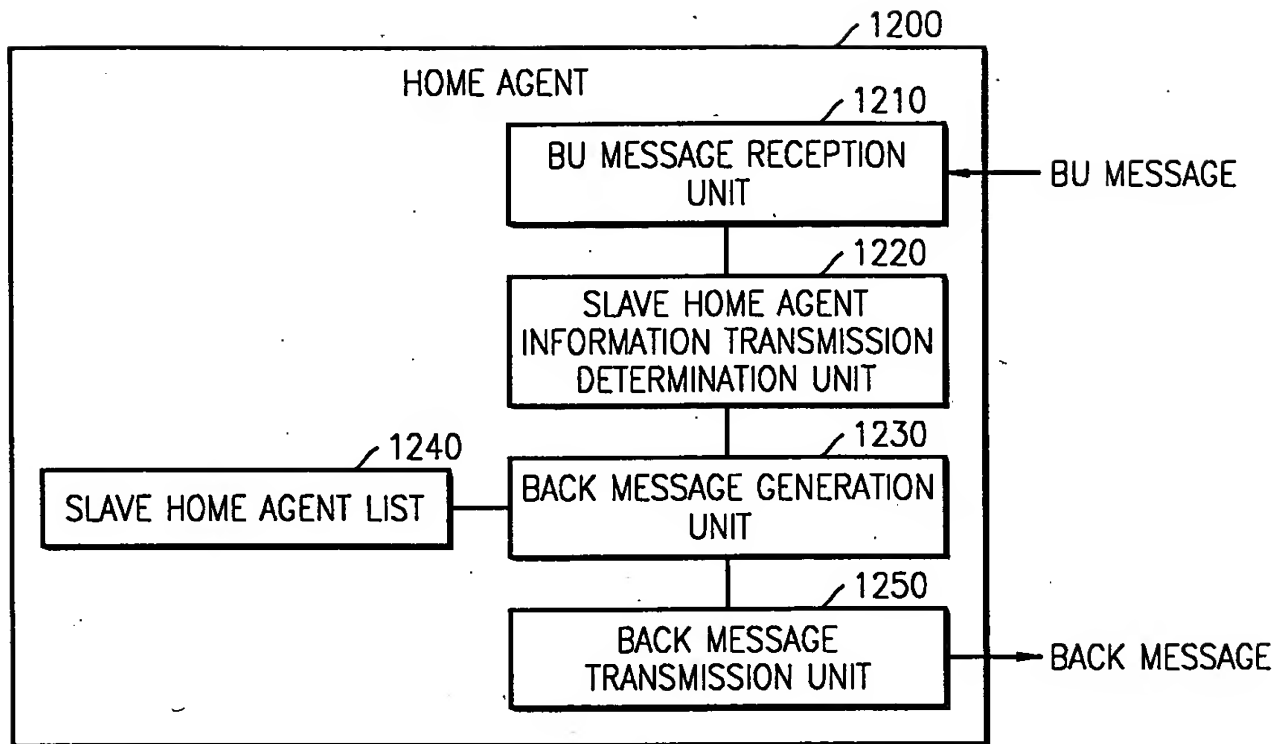 1200
HOME AGENT
1210
BU MESSAGE RECEPTION
UNIT
BU MESSAGE
1220
SLAVE HOME AGENT
INFORMATION TRANSMISSION
DETERMINATION UNIT
1230
BACK MESSAGE GENERATION
UNIT
1240
SLAVE HOME AGENT LIST
1250
BACK MESSAGE
TRANSMISSION UNIT
BACK MESSAGE